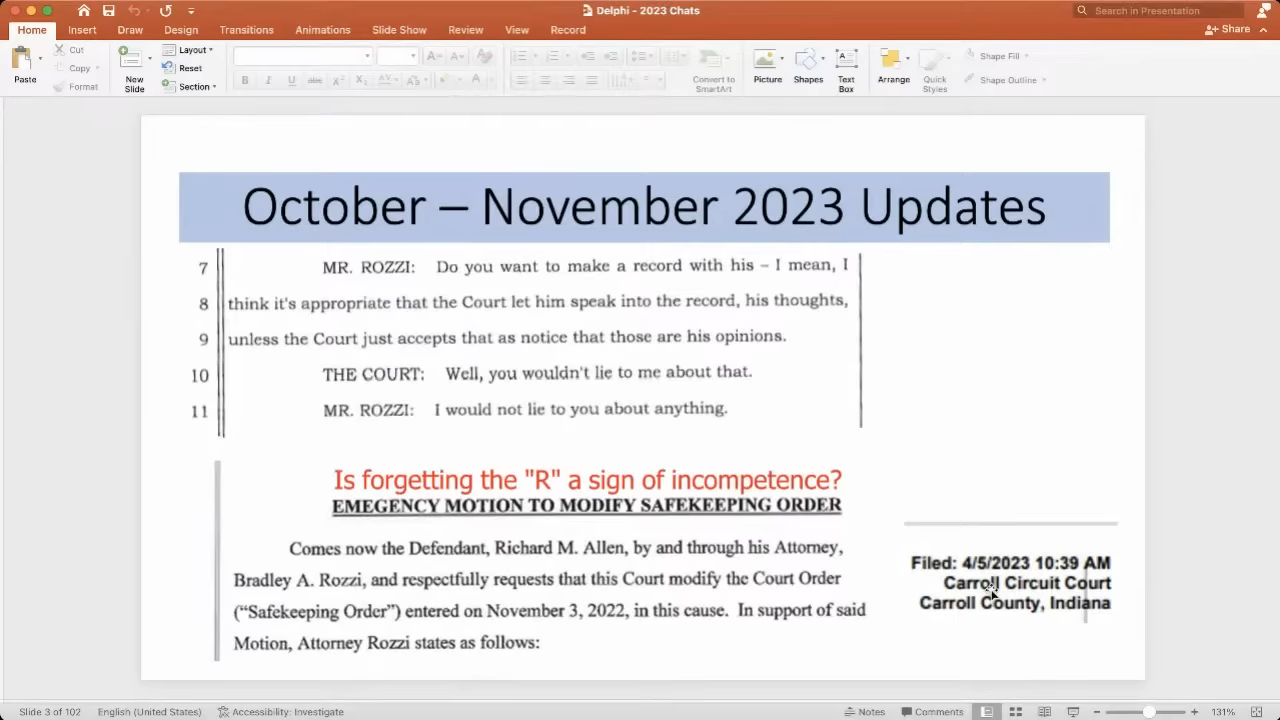 Delphi - 2023 Chats
Search in Presentation
Home Insert Draw Design Transitions Animations Slide Show Review View Record
Share
Paste
Cut
Copy
Format
New Slide
Layout
Reset
Section
Convert to SmartArt
Picture
Shapes
Text Box
Arrange
Quick Styles
Shape Fill
Shape Outline
October – November 2023 Updates
7 MR. ROZZI: Do you want to make a record with his – I mean, I
8 think it's appropriate that the Court let him speak into the record, his thoughts,
9 unless the Court just accepts that as notice that those are his opinions.
10 THE COURT: Well, you wouldn't lie to me about that.
11 MR. ROZZI: I would not lie to you about anything.
Is forgetting the "R" a sign of incompetence?
EMEGENCY MOTION TO MODIFY SAFEKEEPING ORDER
Comes now the Defendant, Richard M. Allen, by and through his Attorney,
Bradley A. Rozzi, and respectfully requests that this Court modify the Court Order
(“Safekeeping Order”) entered on November 3, 2022, in this cause. In support of said
Motion, Attorney Rozzi states as follows:
Filed: 4/5/2023 10:39 AM
Carroll Circuit Court
Carroll County, Indiana
Slide 3 of 102 English (United States) Accessibility: Investigate Notes Comments 131%